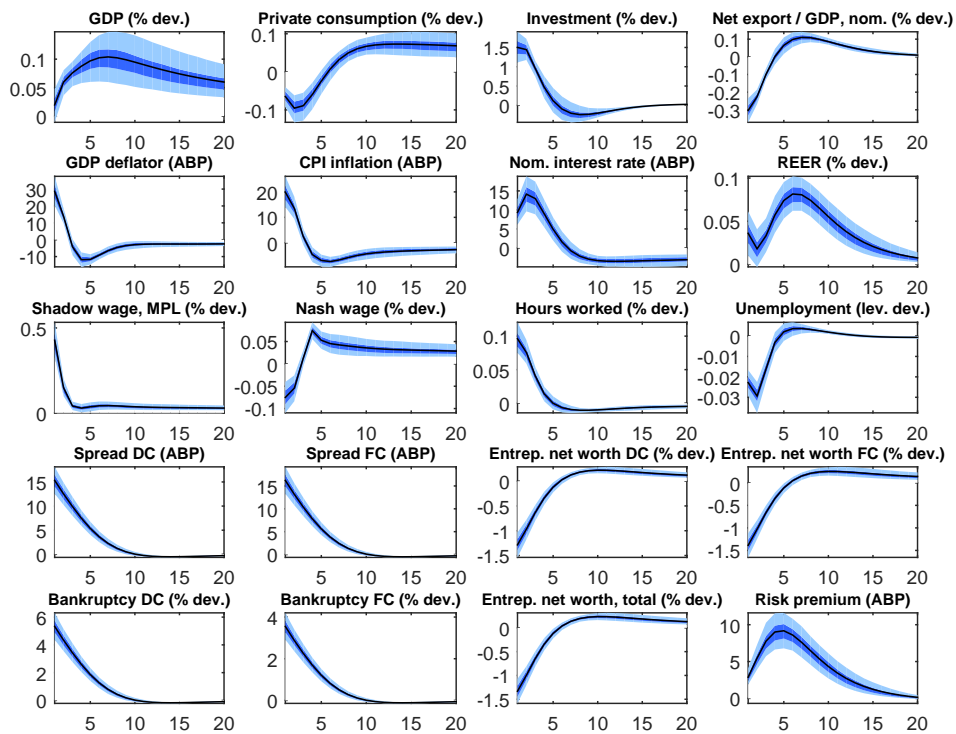 GDP (% dev.)
0.1
0.05
0
5 10 15 20
Private consumption (% dev.)
0.1
0
-0.1
5 10 15 20
Investment (% dev.)
1.5
1
0.5
0
5 10 15 20
Net export / GDP, nom. (% dev.)
0.1
0
-0.1
-0.2
-0.3
5 10 15 20
GDP deflator (ABP)
30
20
10
0
-10
5 10 15 20
CPI inflation (ABP)
20
10
0
5 10 15 20
Nom. interest rate (ABP)
15
10
5
0
5 10 15 20
REER (% dev.)
0.1
0.05
0
5 10 15 20
Shadow wage, MPL (% dev.)
0.5
0
5 10 15 20
Nash wage (% dev.)
0.05
0
-0.05
-0.1
5 10 15 20
Hours worked (% dev.)
0.1
0.05
0
5 10 15 20
Unemployment (lev. dev.)
0
-0.01
-0.02
-0.03
5 10 15 20
Spread DC (ABP)
15
10
5
0
5 10 15 20
Spread FC (ABP)
15
10
5
0
5 10 15 20
Entrep. net worth DC (% dev.)
0
-0.5
-1
-1.5
5 10 15 20
Entrep. net worth FC (% dev.)
0
-0.5
-1
-1.5
5 10 15 20
Bankruptcy DC (% dev.)
6
4
2
0
5 10 15 20
Bankruptcy FC (% dev.)
4
2
0
5 10 15 20
Entrep. net worth, total (% dev.)
0
-0.5
-1
-1.5
5 10 15 20
Risk premium (ABP)
10
5
0
5 10 15 20